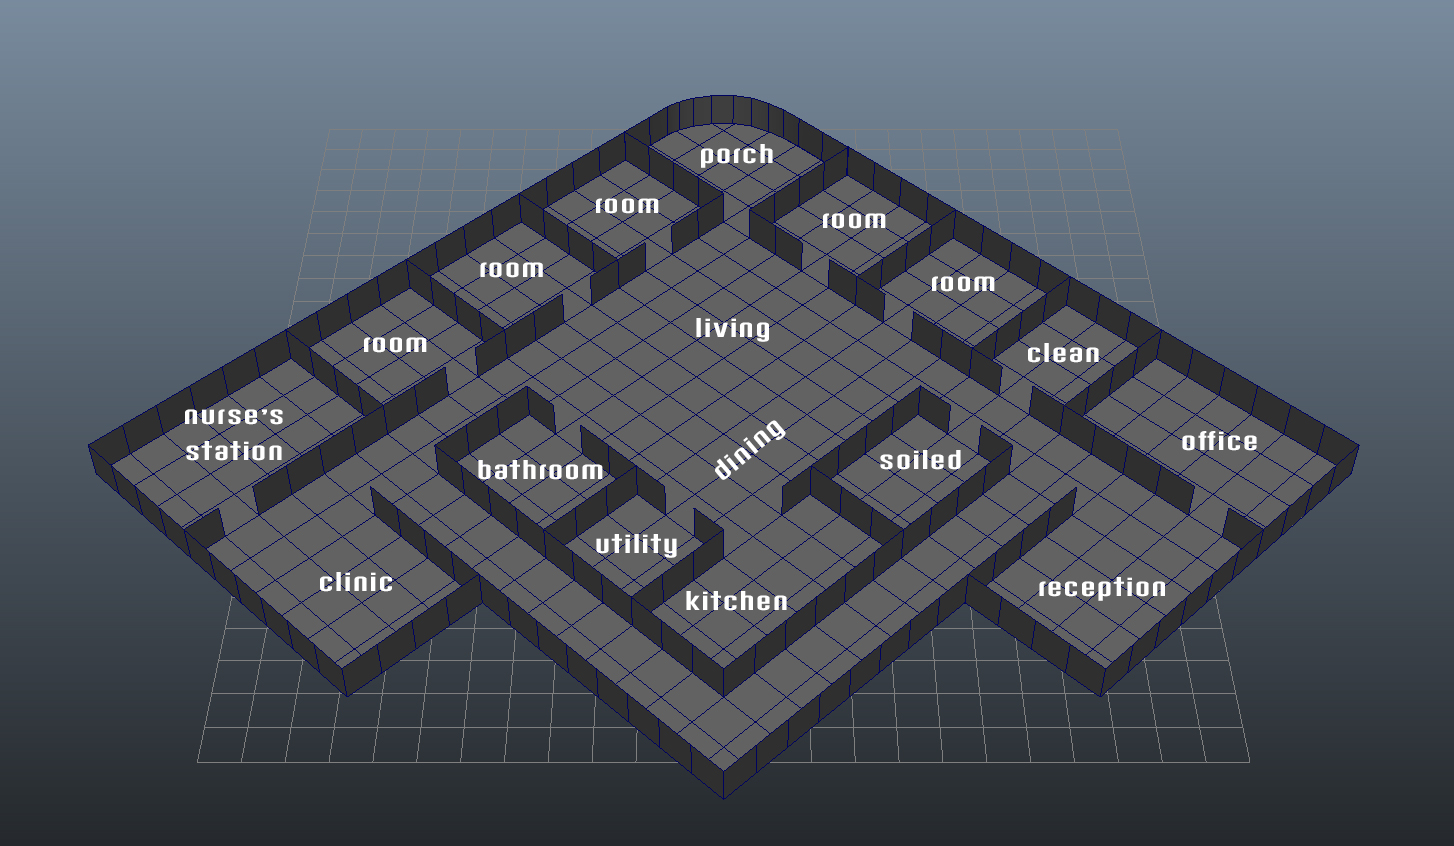 porch
room
room
room
room
living
room
clean
nurse's
station
dining
office
bathroom
soiled
utility
clinic
reception
kitchen